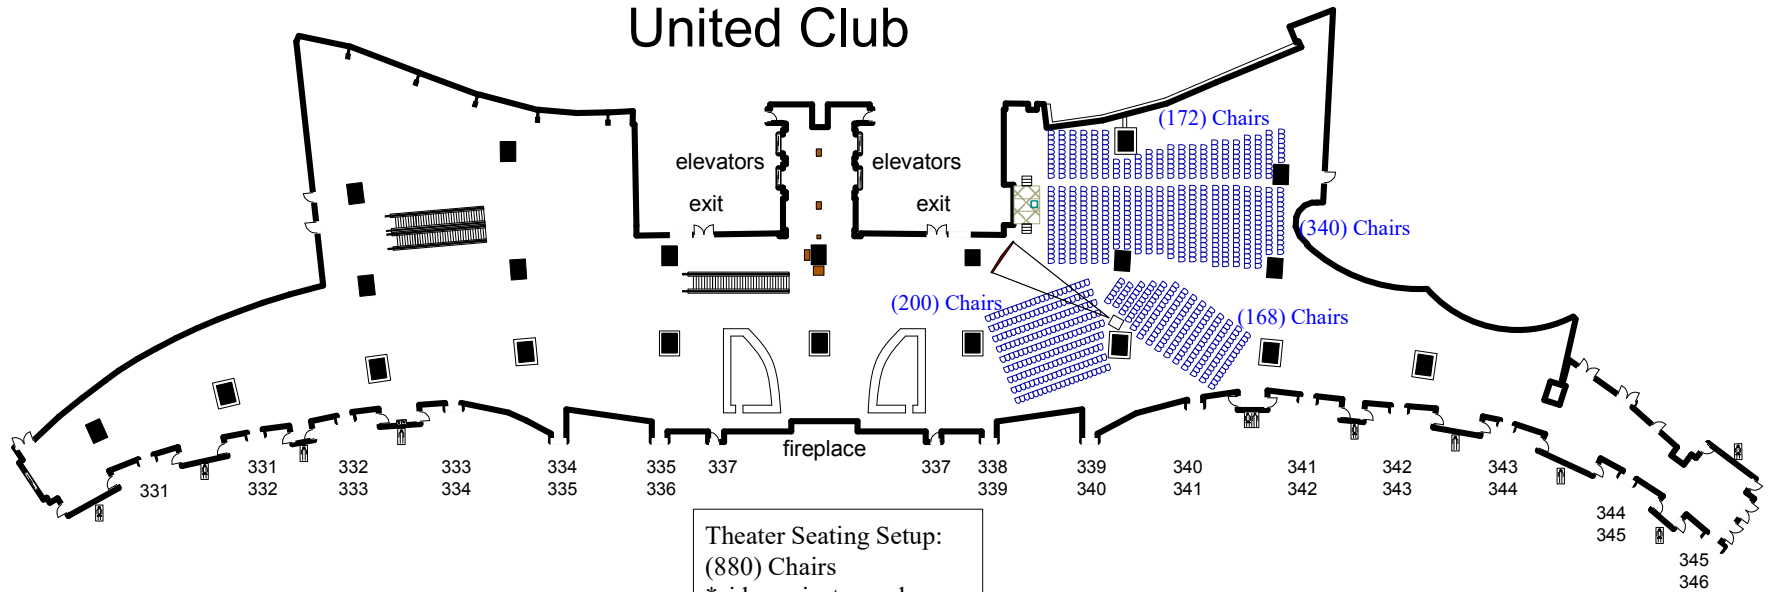 United Club
(172) Chairs
elevators
elevators
exit
exit
(340) Chairs
(200) Chairs
(168) Chairs
fireplace
331
331
332
332
333
333
334
334
335
335
336
337
337
338
339
339
340
340
341
341
342
342
343
343
344
344
345
345
346
Theater Seating Setup:
(880) Chairs